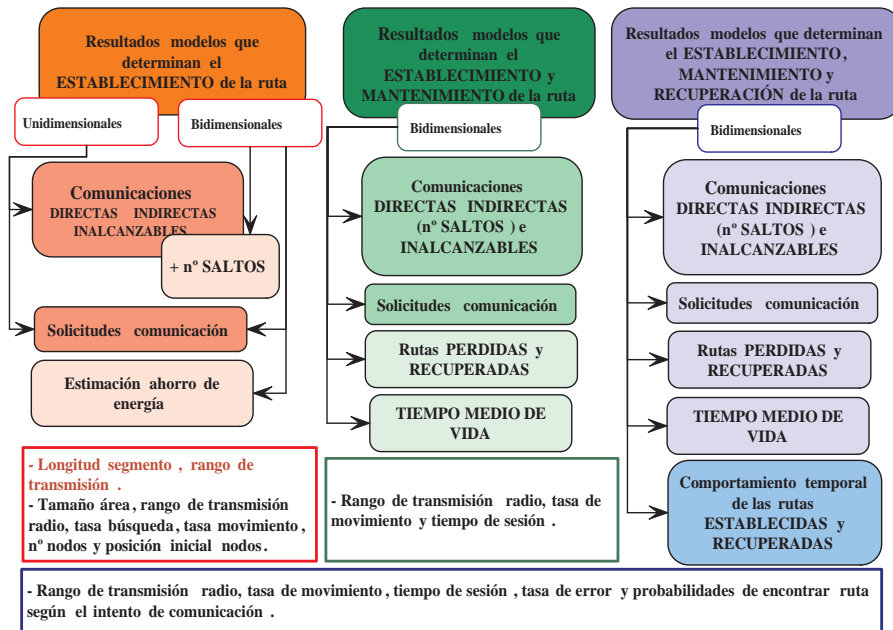 Resultados modelos que
determinan el
ESTABLECIMIENTO de la ruta
Unidimensionales
Bidimensionales
Comunicaciones
DIRECTAS INDIRECTAS
INALCANZABLES
+ nº SALTOS
Solicitudes comunicación
Estimación ahorro de
energía
- Longitud segmento , rango de
transmisión .
- Tamaño área , rango de transmisión
radio, tasa búsqueda , tasa movimiento ,
nº nodos y posición inicial nodos .
Resultados modelos que
determinan el
ESTABLECIMIENTO y
MANTENIMIENTO de la ruta
Bidimensionales
Comunicaciones
DIRECTAS INDIRECTAS
(nº SALTOS ) e
INALCANZABLES
Solicitudes comunicación
Rutas PERDIDAS y
RECUPERADAS
TIEMPO MEDIO DE
VIDA
- Rango de transmisión radio, tasa de
movimiento y tiempo de sesión .
Resultados modelos que determinan
el ESTABLECIMIENTO ,
MANTENIMIENTO y
RECUPERACIÓN de la ruta
Bidimensionales
Comunicaciones
DIRECTAS INDIRECTAS
(nº SALTOS ) e
INALCANZABLES
Solicitudes comunicación
Rutas PERDIDAS y
RECUPERADAS
TIEMPO MEDIO DE
VIDA
Comportamiento temporal
de las rutas
ESTABLECIDAS y
RECUPERADAS
- Rango de transmisión radio, tasa de movimiento , tiempo de sesión , tasa de error y probabilidades de encontrar ruta
según el intento de comunicación .